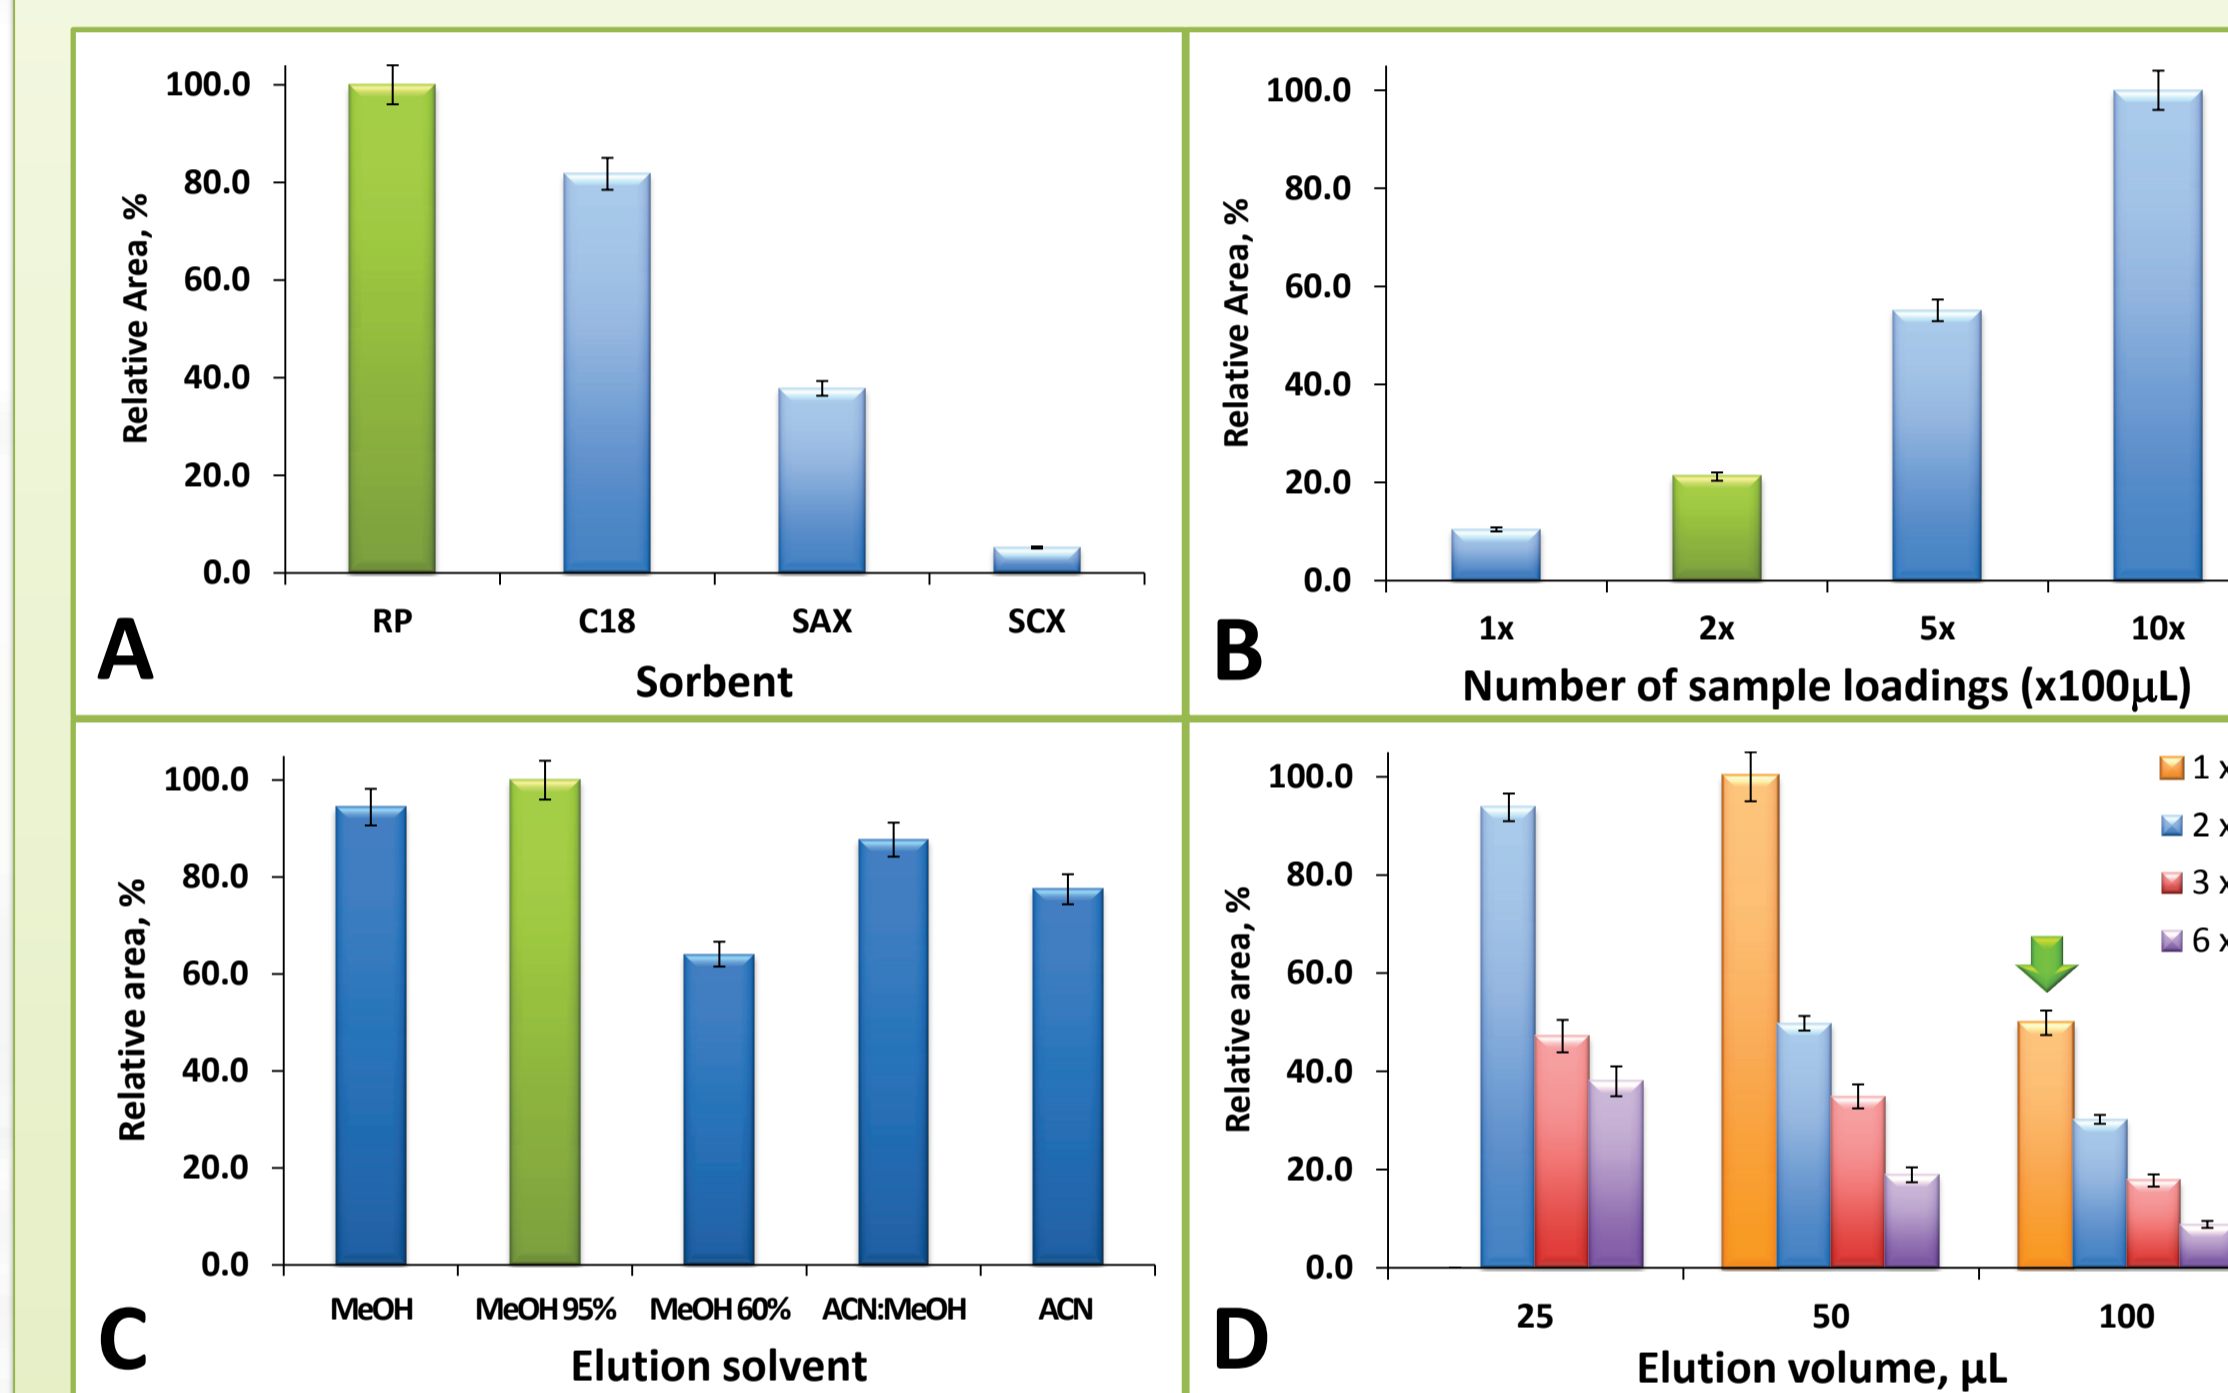 100.0
80.0
60.0
40.0
20.0
0.0
Relative Area, %
RP C18 SAX SCX
Sorbent
A
100.0
80.0
60.0
40.0
20.0
0.0
Relative Area, %
1x 2x 5x 10x
Number of sample loadings (x100µL)
B
100.0
80.0
60.0
40.0
20.0
0.0
Relative area, %
MeOH MeOH 95% MeOH 60% ACN:MeOH ACN
Elution solvent
C
100.0
80.0
60.0
40.0
20.0
0.0
Relative area, %
1 x
2 x
3 x
6 x
25 50 100
Elution volume, µL
D